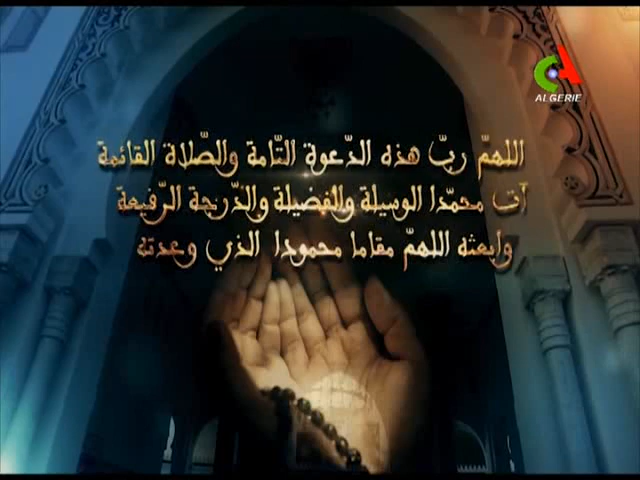 ALGERIE
اللهمّ ربّ هذه الدّعوة التّامة والصّلاة القائمة
آت محمّدا الوسيلة والفضيلة والدّرجة الرّفيعة
وابعثه اللهمّ مقاما محمودا الذي وعدته